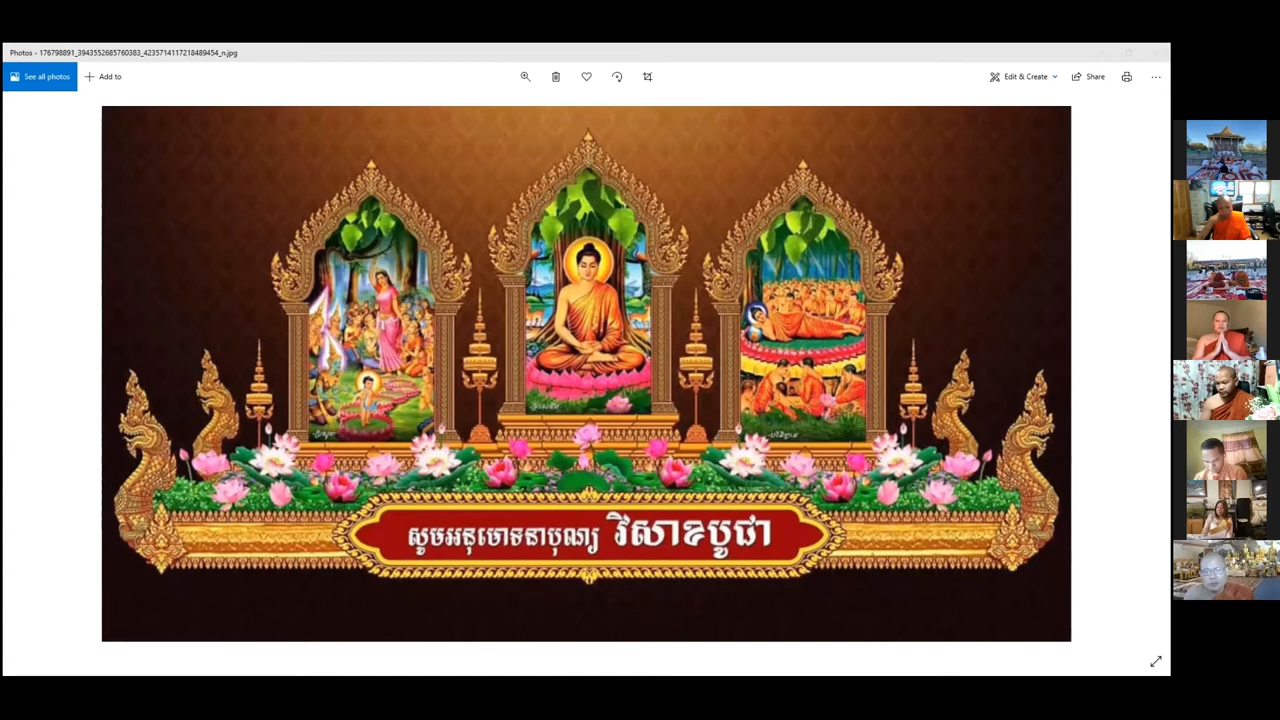 Photos - 176798891_3943552685760383_4235714117218489454_n.jpg
See all photos
Add to
Edit & Create
Share
សូមអនុមោទនាបុណ្យ វិសាខបូជា